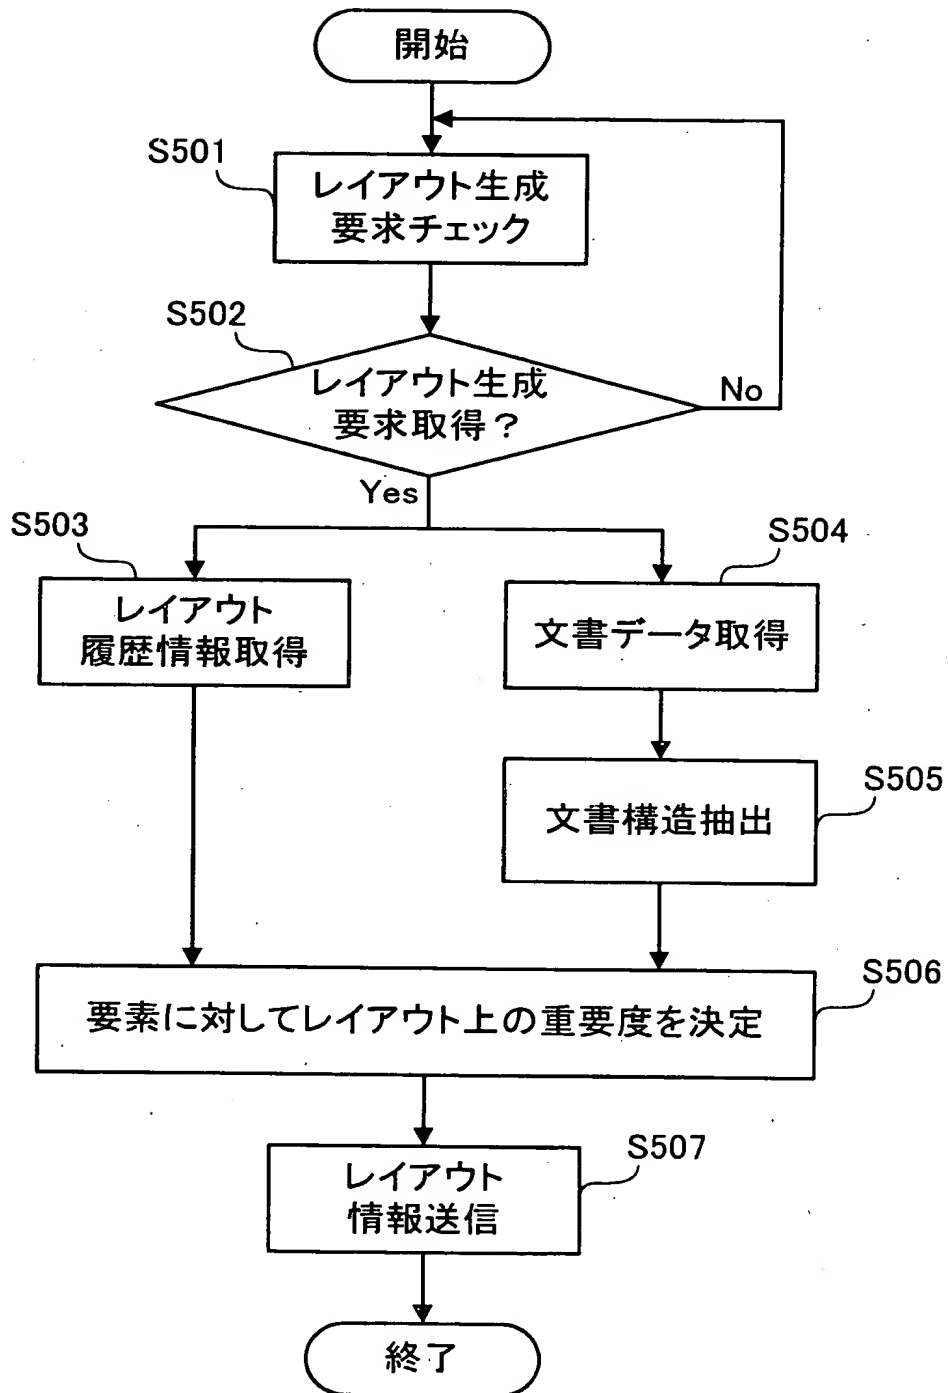 開始
S501
レイアウト生成
要求チェック
S502
レイアウト生成
要求取得？
No
Yes
S503
レイアウト
履歴情報取得
S504
文書データ取得
S505
文書構造抽出
S506
要素に対してレイアウト上の重要度を決定
S507
レイアウト
情報送信
終了